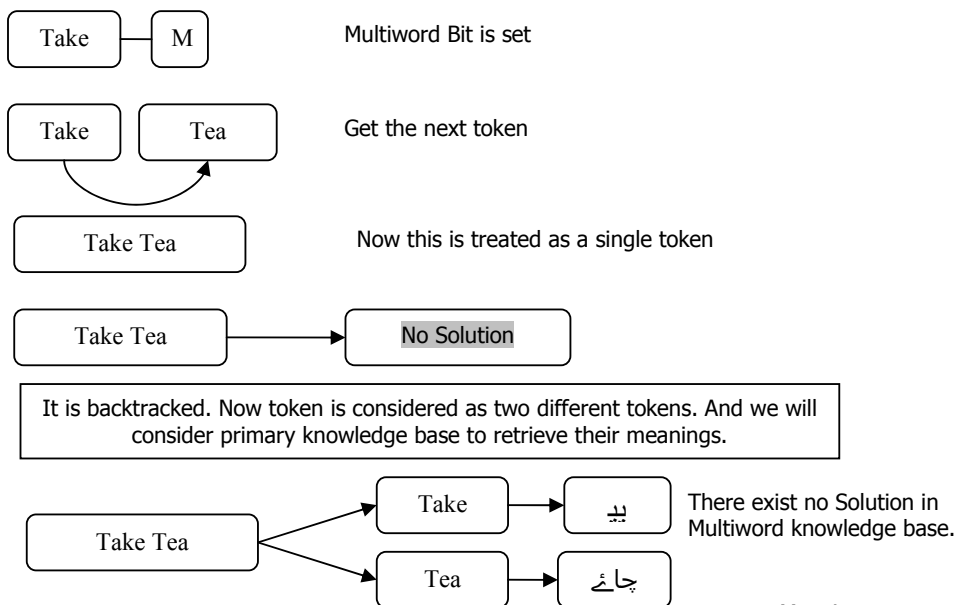 Take M Multiword Bit is set
Take Tea Get the next token
Take Tea Now this is treated as a single token
Take Tea No Solution
It is backtracked. Now token is considered as two different tokens. And we will
consider primary knowledge base to retrieve their meanings.
Take There exist no Solution in
Multiword knowledge base.
Take Tea
Tea چاۓ